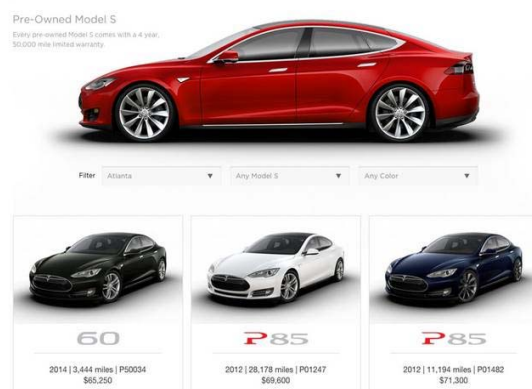 Pre-Owned Model S
Every pre-owned Model S comes with a 4 year,
50,000 mile limited warranty.
Filter Atlanta Any Model S Any Color
60 P85 P85
2014 | 3,444 miles | P50034 2012 | 28,178 miles | P01247 2012 | 11,194 miles | P01482
$65,250 $69,600 $71,300